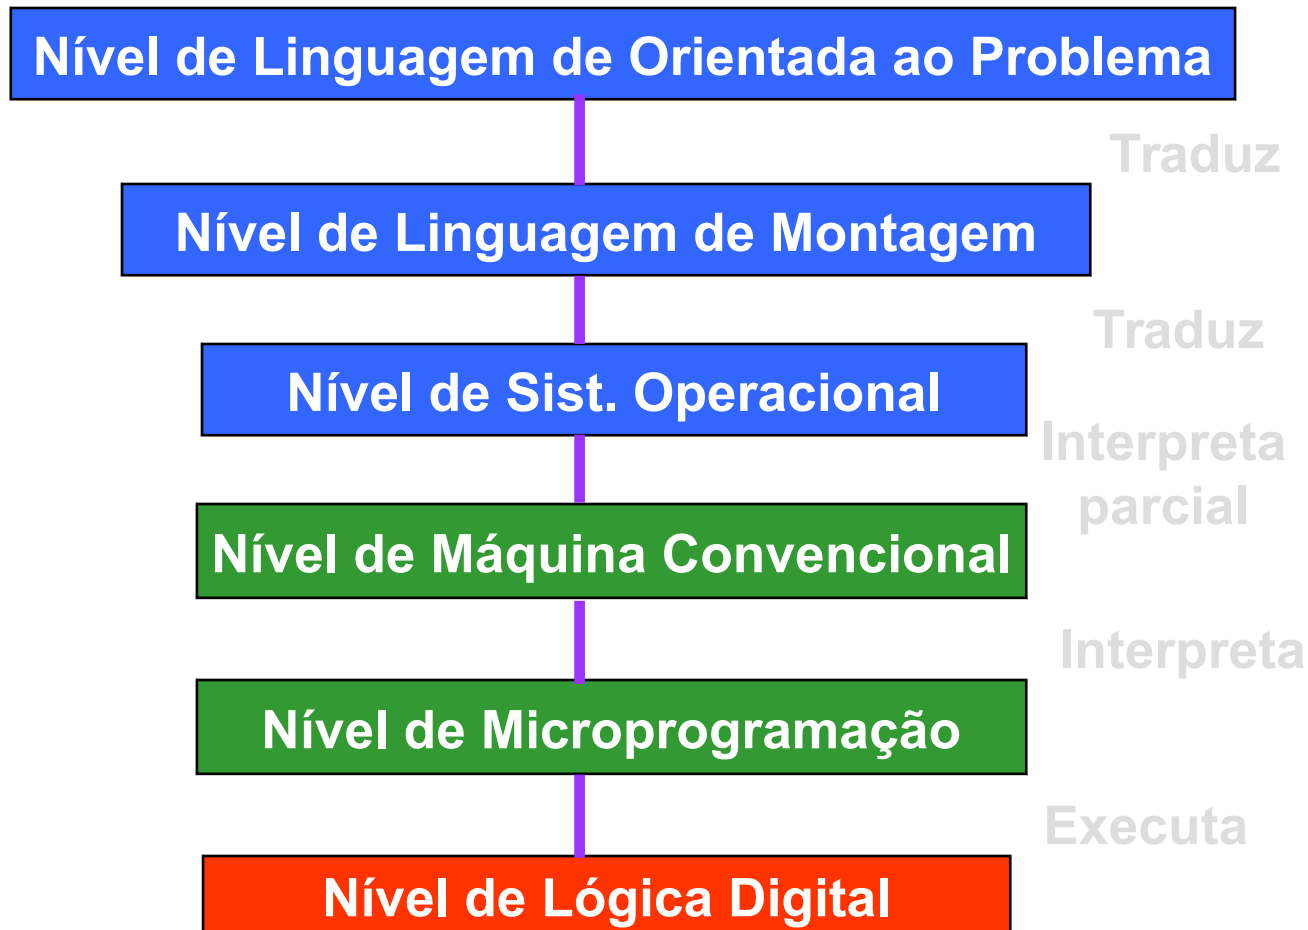 Nível de Linguagem de Orientada ao Problema
Traduz
Nível de Linguagem de Montagem
Traduz
Nível de Sist. Operacional
Interpreta
parcial
Nível de Máquina Convencional
Interpreta
Nível de Microprogramação
Executa
Nível de Lógica Digital